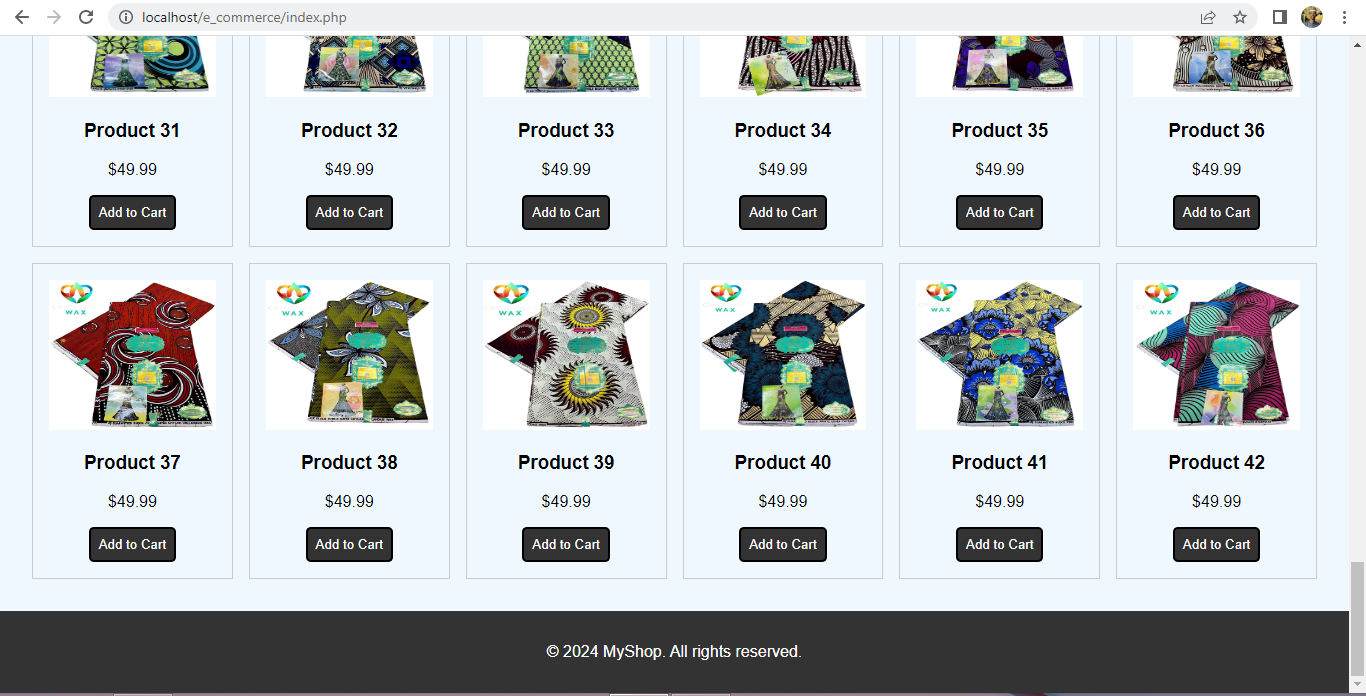 localhost/e_commerce/index.php
Product 31 Product 32 Product 33 Product 34 Product 35 Product 36
$49.99 $49.99 $49.99 $49.99 $49.99 $49.99
Add to Cart Add to Cart Add to Cart Add to Cart Add to Cart Add to Cart
WAX WAX WAX WAX WAX WAX
Product 37 Product 38 Product 39 Product 40 Product 41 Product 42
$49.99 $49.99 $49.99 $49.99 $49.99 $49.99
Add to Cart Add to Cart Add to Cart Add to Cart Add to Cart Add to Cart
© 2024 MyShop. All rights reserved.